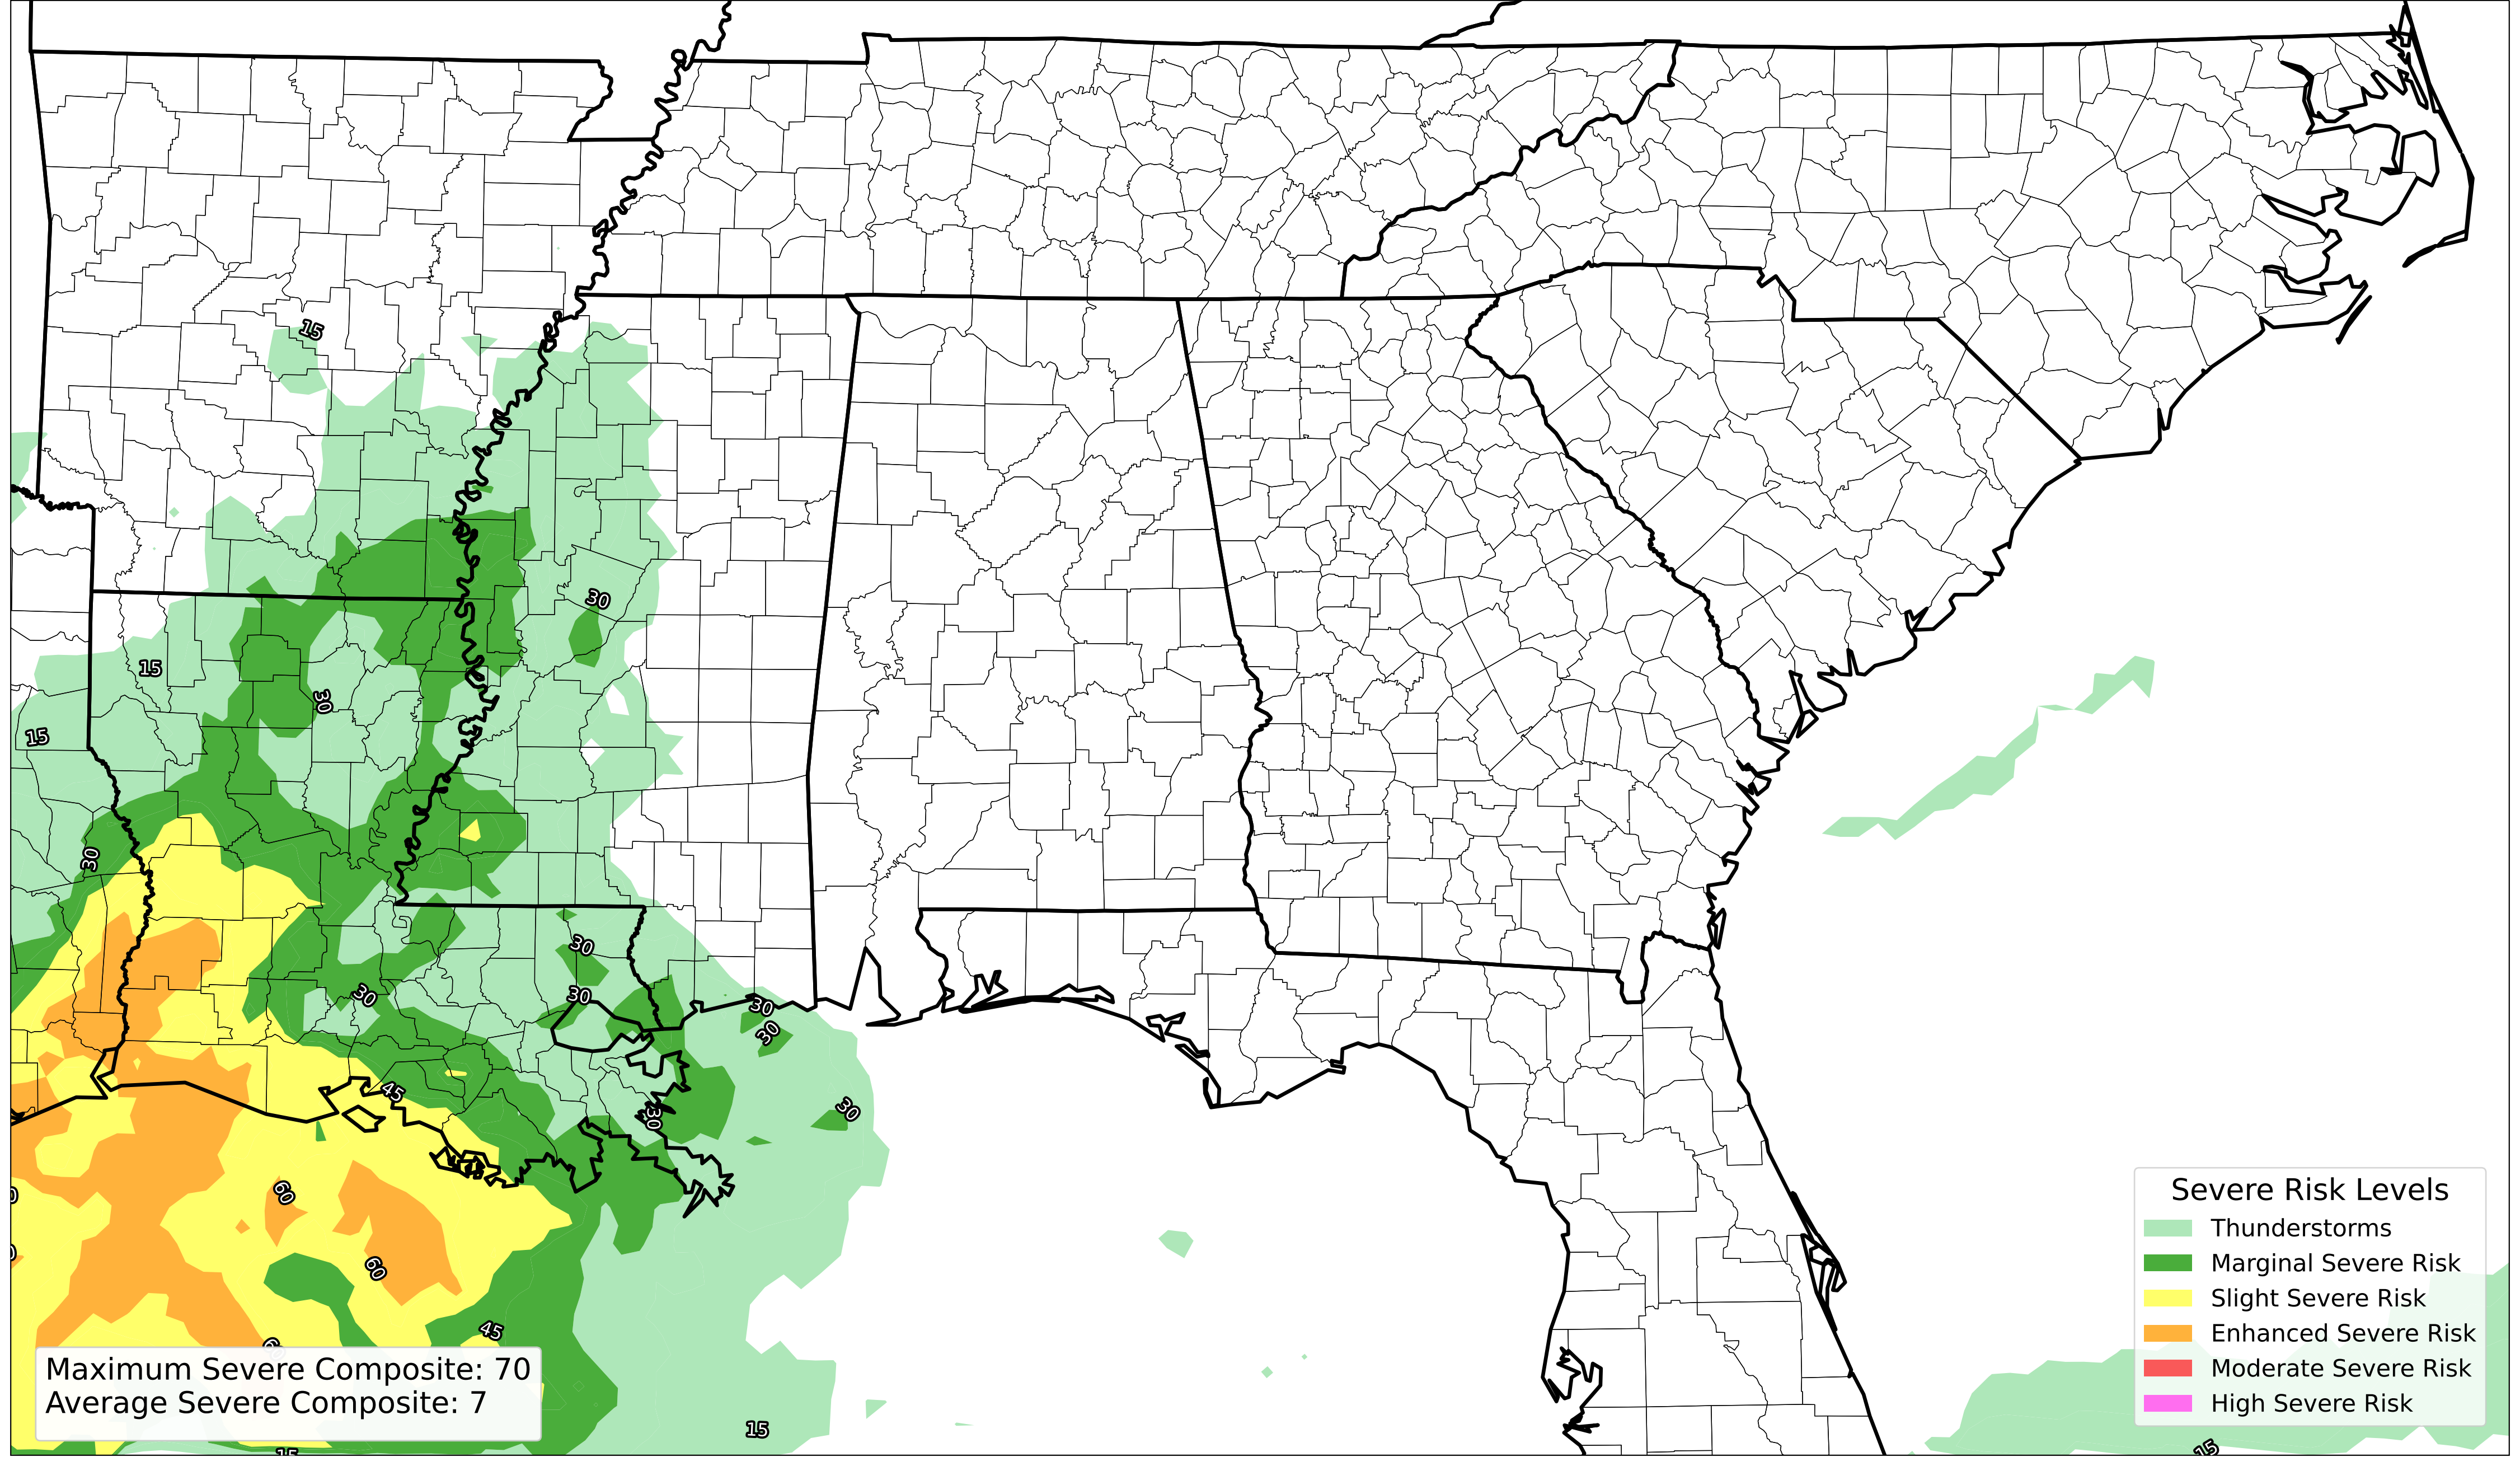 15
30
15
30
15
30
30
30
30
30
30
45
30
30
60
60
45
15
15
Maximum Severe Composite: 70
Average Severe Composite: 7
Severe Risk Levels
Thunderstorms
Marginal Severe Risk
Slight Severe Risk
Enhanced Severe Risk
Moderate Severe Risk
High Severe Risk